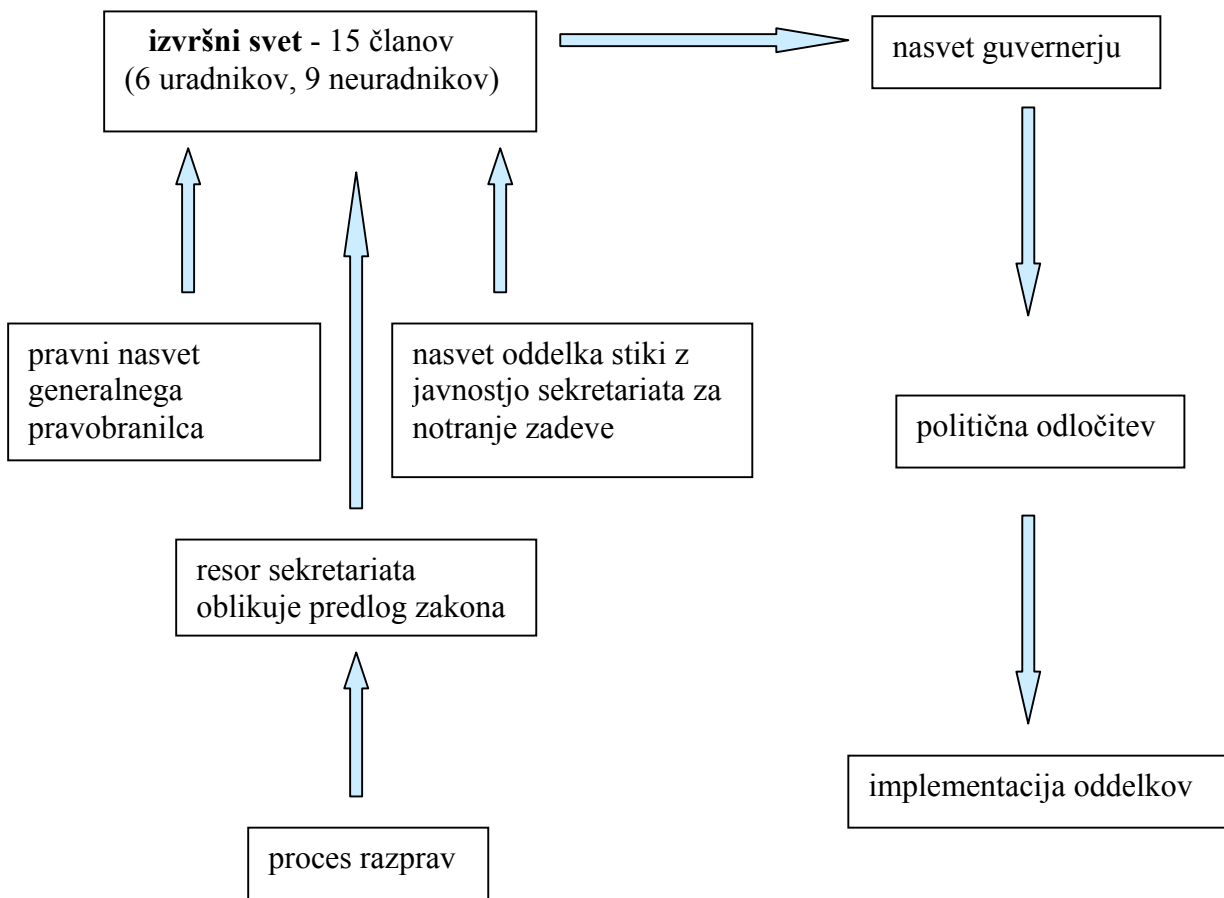 izvršni svet - 15 članov
(6 uradnikov, 9 neuradnikov)
nasvet guvernerju
pravni nasvet
generalnega
pravobranilca
nasvet oddelka stiki z
javnostjo sekretariata za
notranje zadeve
politična odločitev
resor sekretariata
oblikuje predlog zakona
implementacija oddelkov
proces razprav